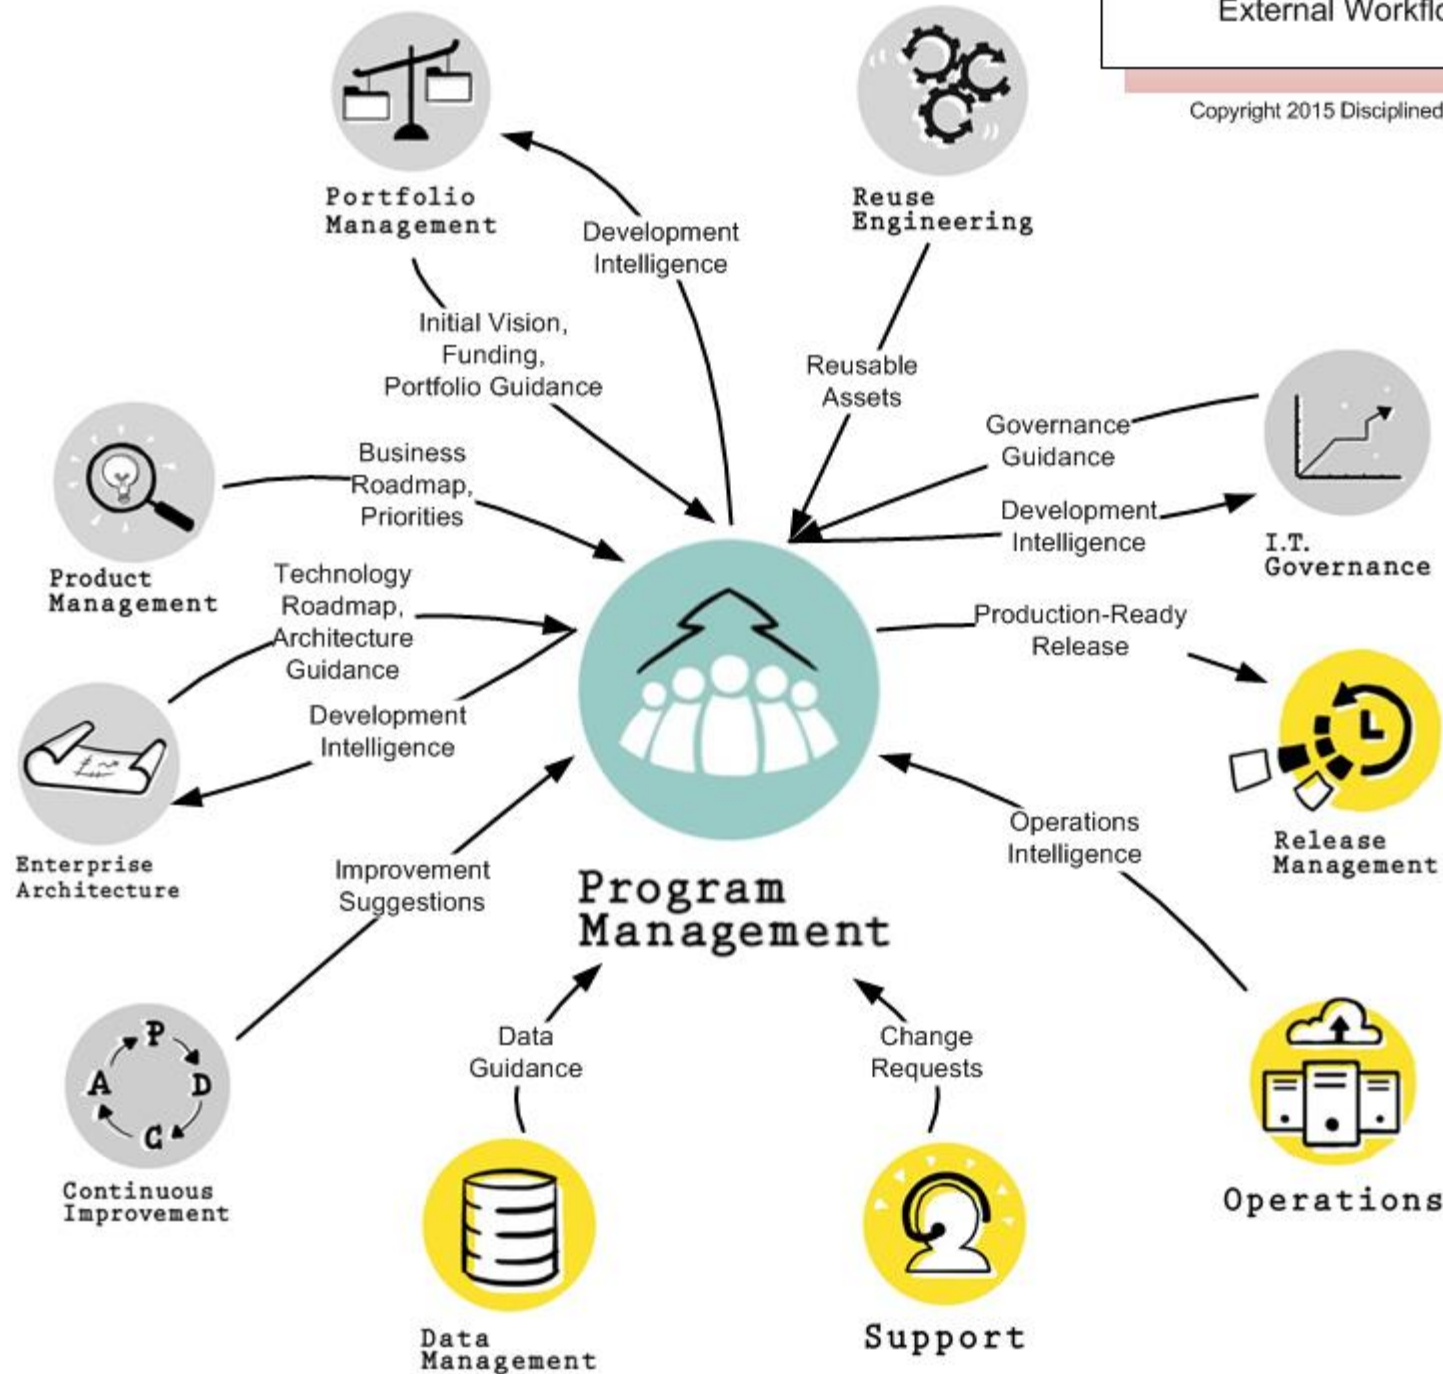 External Workflo
Copyright 2015 Disciplined
Portfolio
Management
Reuse
Engineering
Development
Intelligence
Initial Vision,
Funding,
Portfolio Guidance
Reusable
Assets
Governance
Guidance
Development
Intelligence
I.T.
Governance
Business
Roadmap,
Priorities
Product
Management
Technology
Roadmap,
Architecture
Guidance
Production-Ready
Release
Development
Intelligence
Enterprise
Architecture
Release
Management
Operations
Intelligence
Improvement
Suggestions
Program
Management
P
A
D
C
Continuous
Improvement
Data
Guidance
Change
Requests
Operations
Data
Management
Support